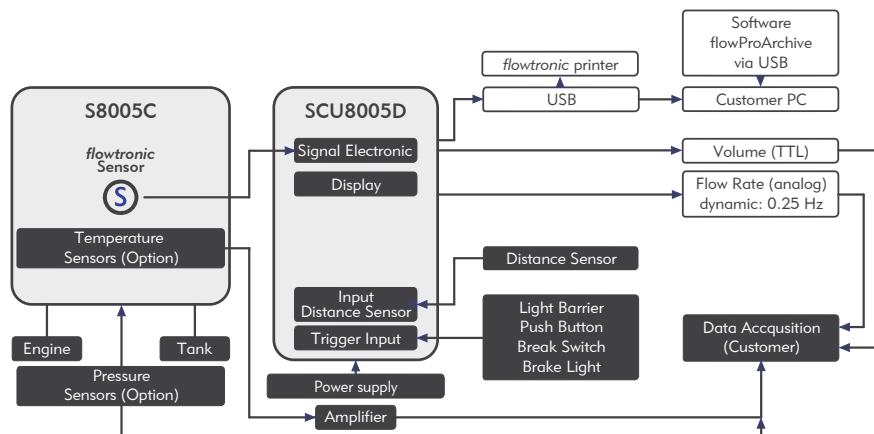 Software
flowProArchive
via USB
flowtronic printer
USB
Customer PC
S8005C
SCU8005D
flowtronic
Sensor
S
Signal Electronic
Display
Volume (TTL)
Flow Rate (analog)
dynamic: 0.25 Hz
Temperature
Sensors (Option)
Distance Sensor
Input
Distance Sensor
Trigger Input
Light Barrier
Push Button
Break Switch
Brake Light
Data Accqusition
(Customer)
Engine
Tank
Pressure
Sensors (Option)
Power supply
Amplifier